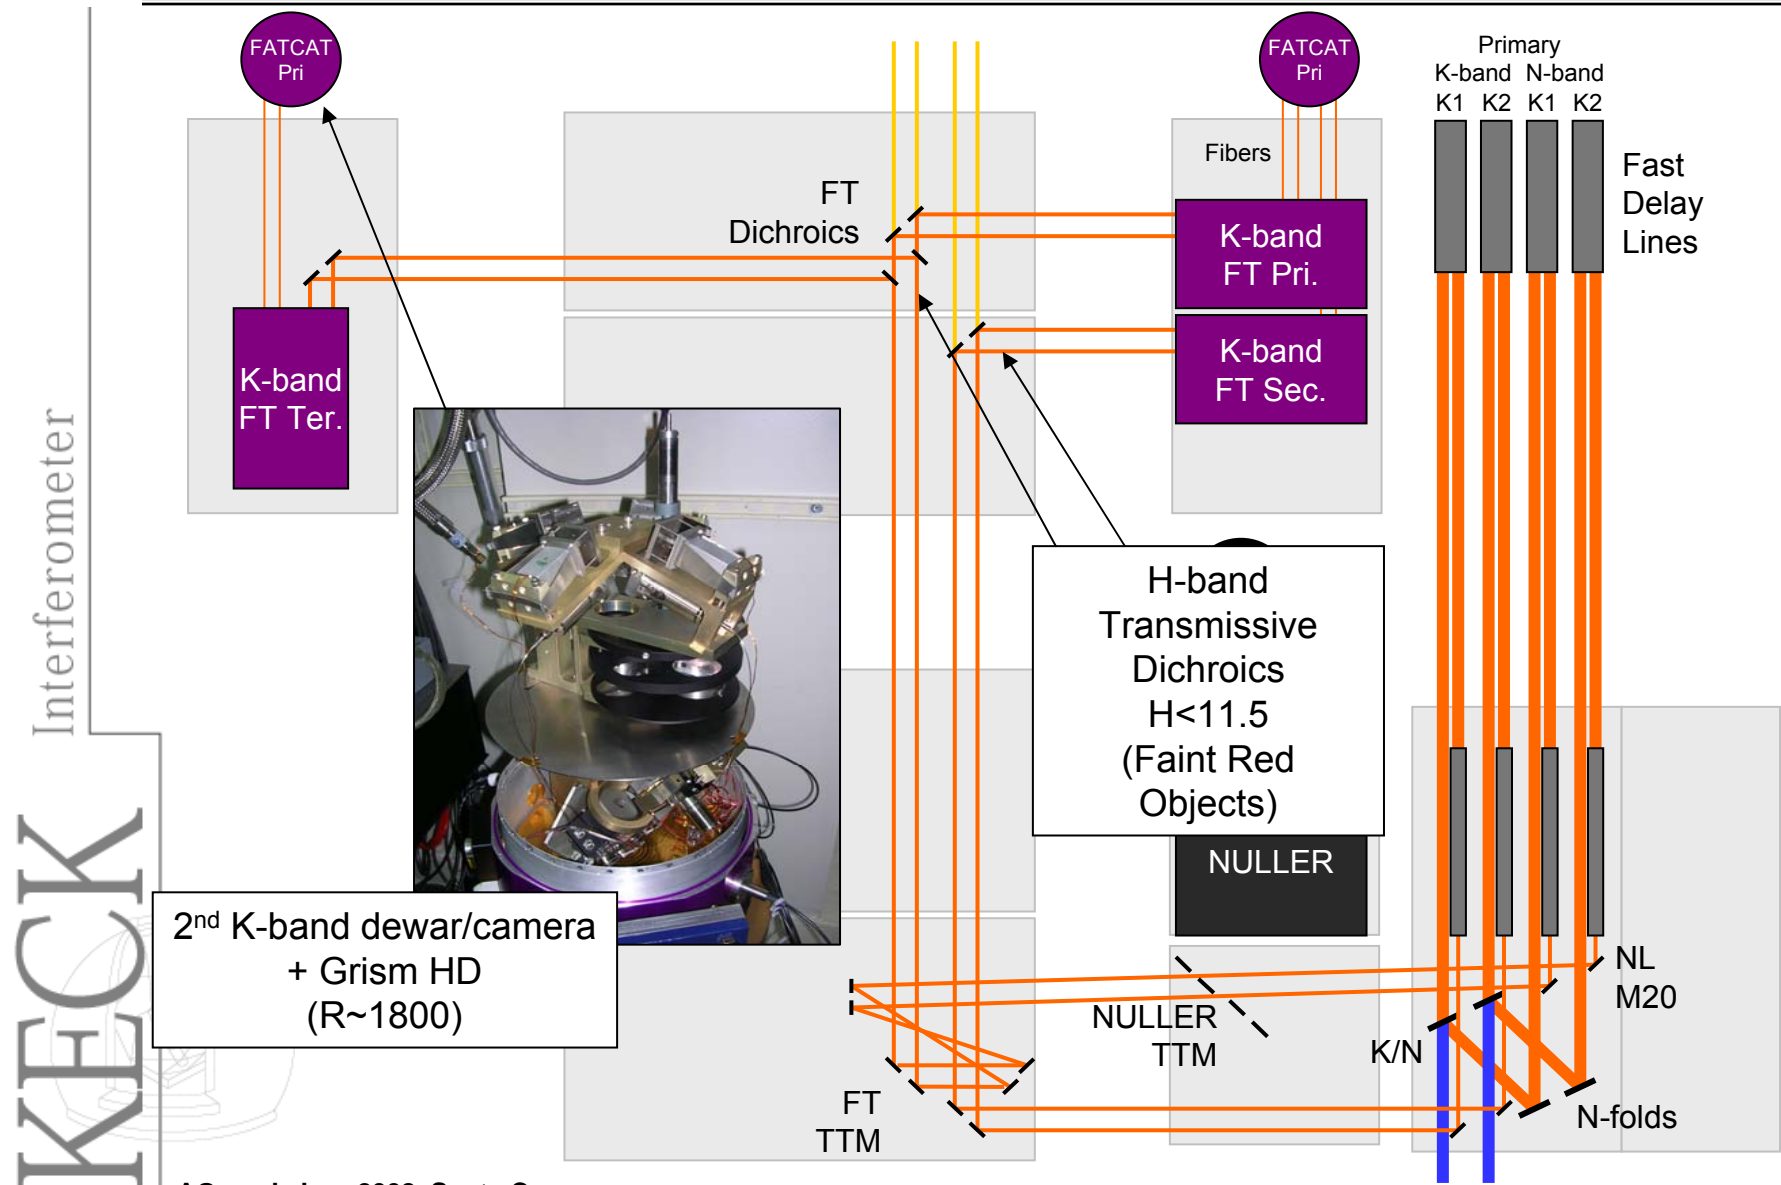 FATCAT
Pri
FATCAT
Pri
Primary
K-band N-band
K1 K2 K1 K2
Fast
Delay
Lines
Fibers
FT
Dichroics
K-band
FT Pri.
K-band
FT Sec.
K-band
FT Ter.
H-band
Transmissive
Dichroics
H<11.5
(Faint Red
Objects)
NULLER
2nd K-band dewar/camera
+ Grism HD
(R~1800)
NL
M20
NULLER
TTM
K/N
FT
TTM
N-folds
Interferometer
KECK